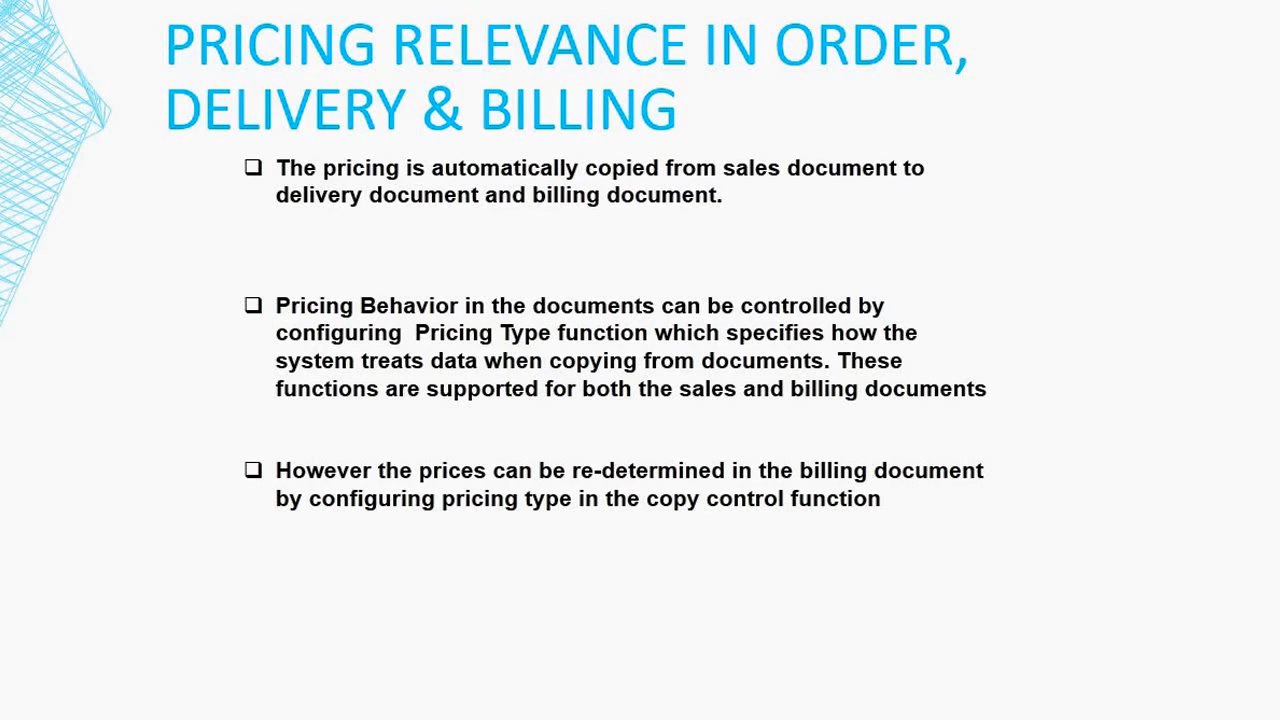 PRICING RELEVANCE IN ORDER,
DELIVERY & BILLING
❑ The pricing is automatically copied from sales document to
delivery document and billing document.
❑ Pricing Behavior in the documents can be controlled by
configuring  Pricing Type function which specifies how the
system treats data when copying from documents. These
functions are supported for both the sales and billing documents
❑ However the prices can be re-determined in the billing document
by configuring pricing type in the copy control function